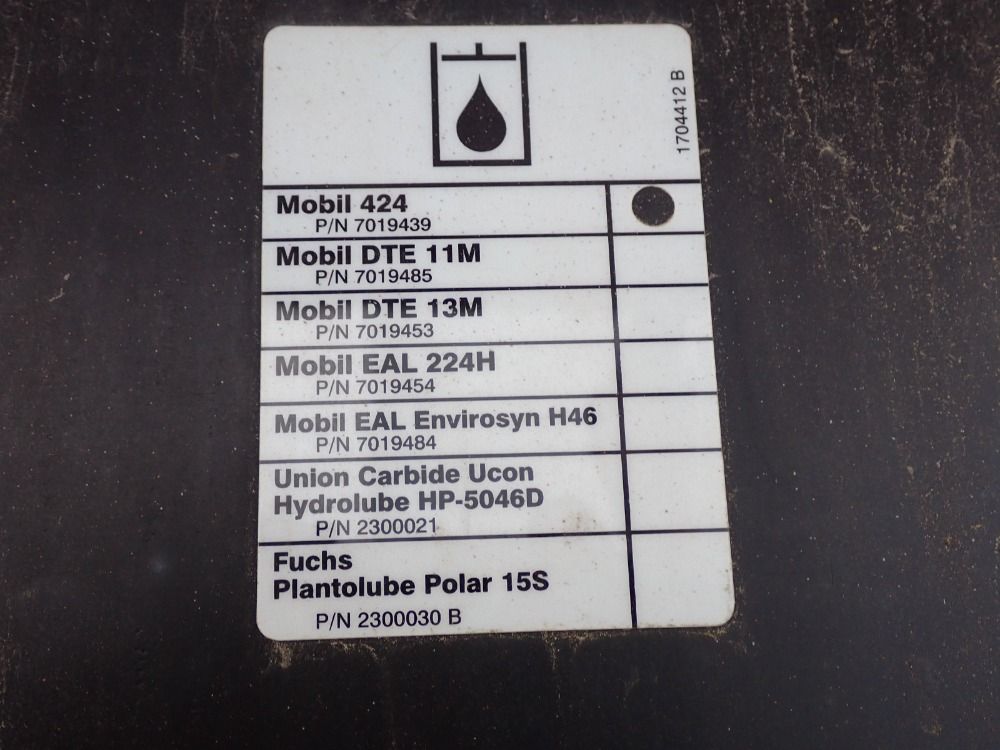 1704412 B
Mobil 424
P/N 7019439
Mobil DTE 11M
P/N 7019485
Mobil DTE 13M
P/N 7019453
Mobil EAL 224H
P/N 7019454
Mobil EAL Envirosyn H46
P/N 7019484
Union Carbide Ucon
Hydrolube HP-5046D
P/N 2300021
Fuchs
Plantolube Polar 15S
P/N 2300030 B